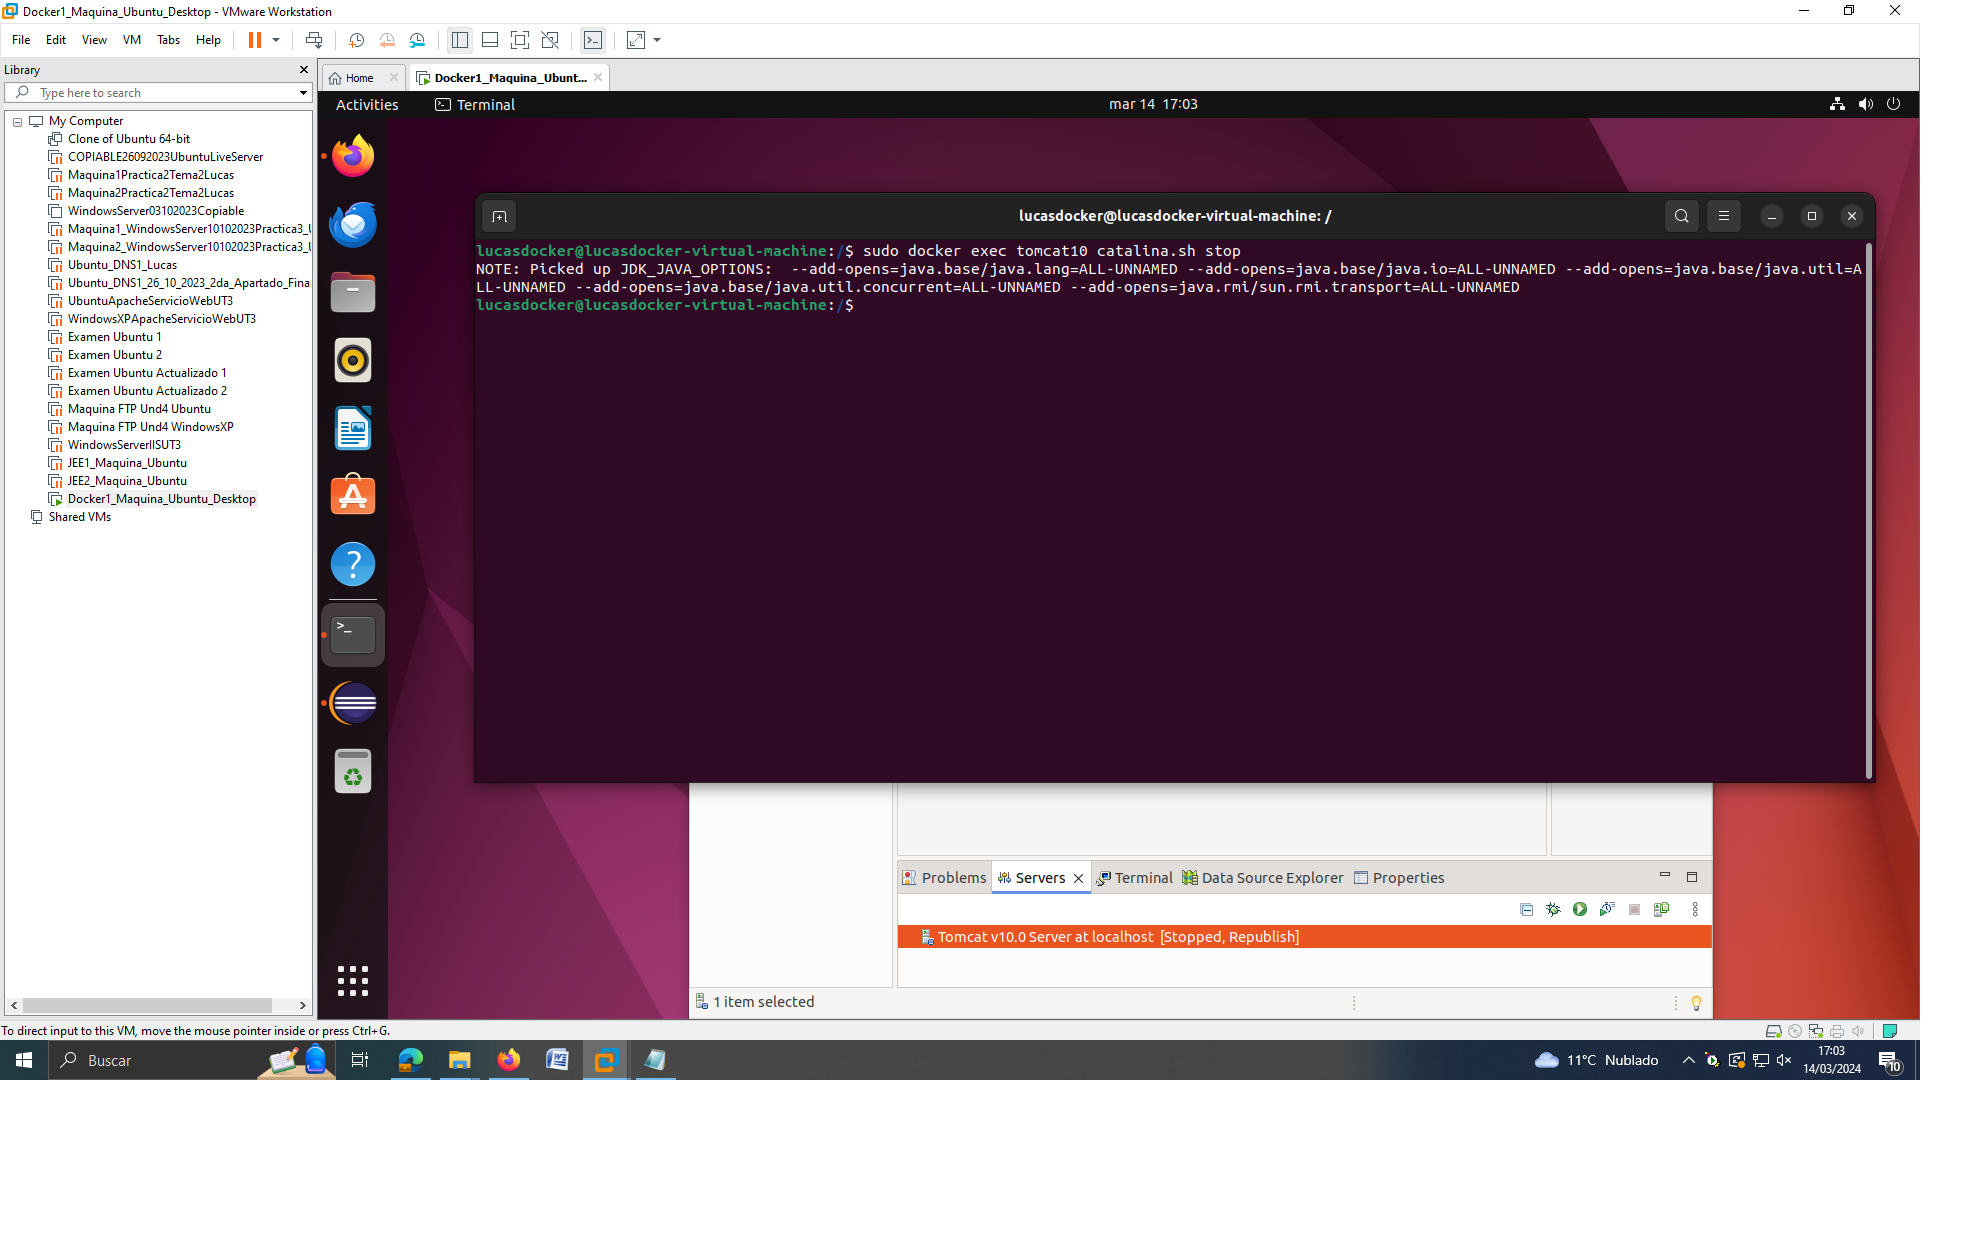 Docker1_Maquina_Ubuntu_Desktop - VMware Workstation
File Edit View VM Tabs Help
Library
Type here to search
My Computer
Clone of Ubuntu 64-bit
COPIABLE26092023UbuntuLiveServer
Maquina1Practica2Tema2Lucas
Maquina2Practica2Tema2Lucas
WindowsServer03102023Copiable
Maquina1_WindowsServer10102023Practica3_
Maquina2_WindowsServer10102023Practica3_
Ubuntu_DNS1_Lucas
Ubuntu_DNS1_26_10_2023_2da_Apartado_Fina
UbuntuApacheServicioWebUT3
WindowsXPApacheServicioWebUT3
Examen Ubuntu 1
Examen Ubuntu 2
Examen Ubuntu Actualizado 1
Examen Ubuntu Actualizado 2
Maquina FTP Und4 Ubuntu
Maquina FTP Und4 WindowsXP
WindowsServerIISUT3
JEE1_Maquina_Ubuntu
JEE2_Maquina_Ubuntu
Docker1_Maquina_Ubuntu_Desktop
Shared VMs
Home
Docker1_Maquina_Ubunt...
Activities Terminal mar 14 17:03
lucasdocker@lucasdocker-virtual-machine: /
lucasdocker@lucasdocker-virtual-machine:/$ sudo docker exec tomcat10 catalina.sh stop
NOTE: Picked up JDK_JAVA_OPTIONS:  --add-opens=java.base/java.lang=ALL-UNNAMED --add-opens=java.base/java.io=ALL-UNNAMED --add-opens=java.base/java.util=A
LL-UNNAMED --add-opens=java.base/java.util.concurrent=ALL-UNNAMED --add-opens=java.rmi/sun.rmi.transport=ALL-UNNAMED
lucasdocker@lucasdocker-virtual-machine:/$
Problems Servers Terminal Data Source Explorer Properties
Tomcat v10.0 Server at localhost [Stopped, Republish]
1 item selected
To direct input to this VM, move the mouse pointer inside or press Ctrl+G.
Buscar
11°C Nublado
17:03
14/03/2024
10